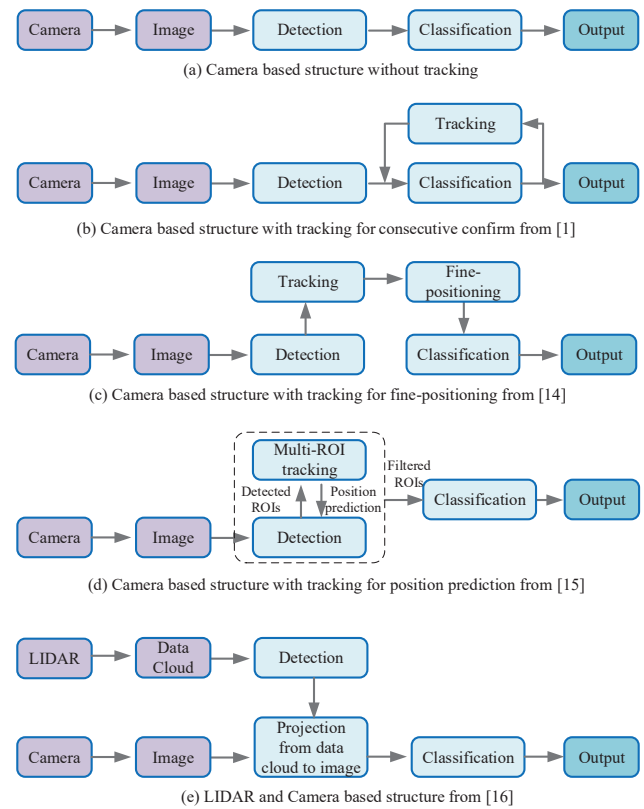 Camera Image Detection Classification Output
(a) Camera based structure without tracking
Tracking
Camera Image Detection Classification Output
(b) Camera based structure with tracking for consecutive confirm from [1]
Tracking
Fine-
positioning
Camera Image Detection Classification Output
(c) Camera based structure with tracking for fine-positioning from [14]
Multi-ROI
tracking
Detected
ROIs
Position
prediction
Filtered
ROIs
Classification Output
Camera Image Detection
(d) Camera based structure with tracking for position prediction from [15]
LIDAR
Data
Cloud
Detection
Camera Image
Projection
from data
cloud to image
Classification Output
(e) LIDAR and Camera based structure from [16]